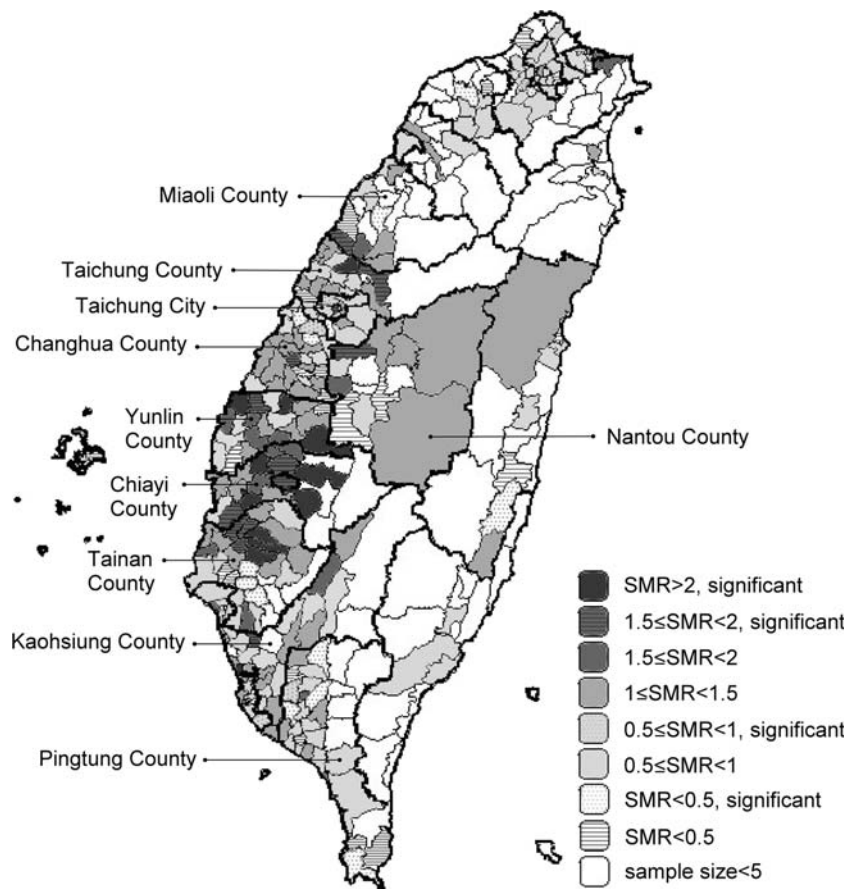 Miaoli County
Taichung County
Taichung City
Changhua County
Yunlin
County
Nantou County
Chiayi
County
Tainan
County
Kaohsiung County
Pingtung County
SMR>2, significant
1.5≤SMR<2, significant
1.5≤SMR<2
1≤SMR<1.5
0.5≤SMR<1, significant
0.5≤SMR<1
SMR<0.5, significant
SMR<0.5
sample size<5